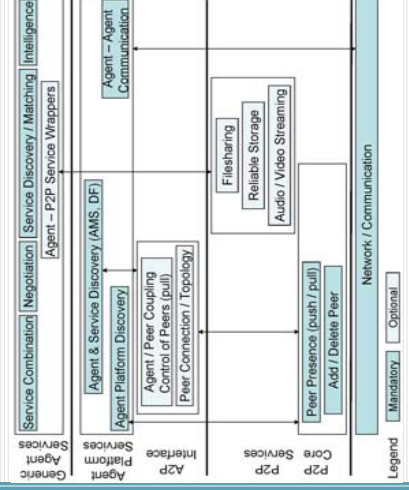 Generic
Agent
Services
Service Combination
Negotiation
Service Discovery / Matching
Intelligence
Agent – P2P Service Wrappers
Agent
Platform
Services
Agent & Service Discovery (AMS, DF)
Agent Platform Discovery
Agent – Agent
Communication
A2P
Interface
Agent / Peer Coupling
Control of Peers (pull)
Peer Connection / Topology
P2P
Services
Filesharing
Reliable Storage
Audio / Video Streaming
P2P
Core
Peer Presence (push / pull)
Add / Delete Peer
Network / Communication
Legend
Mandatory
Optional